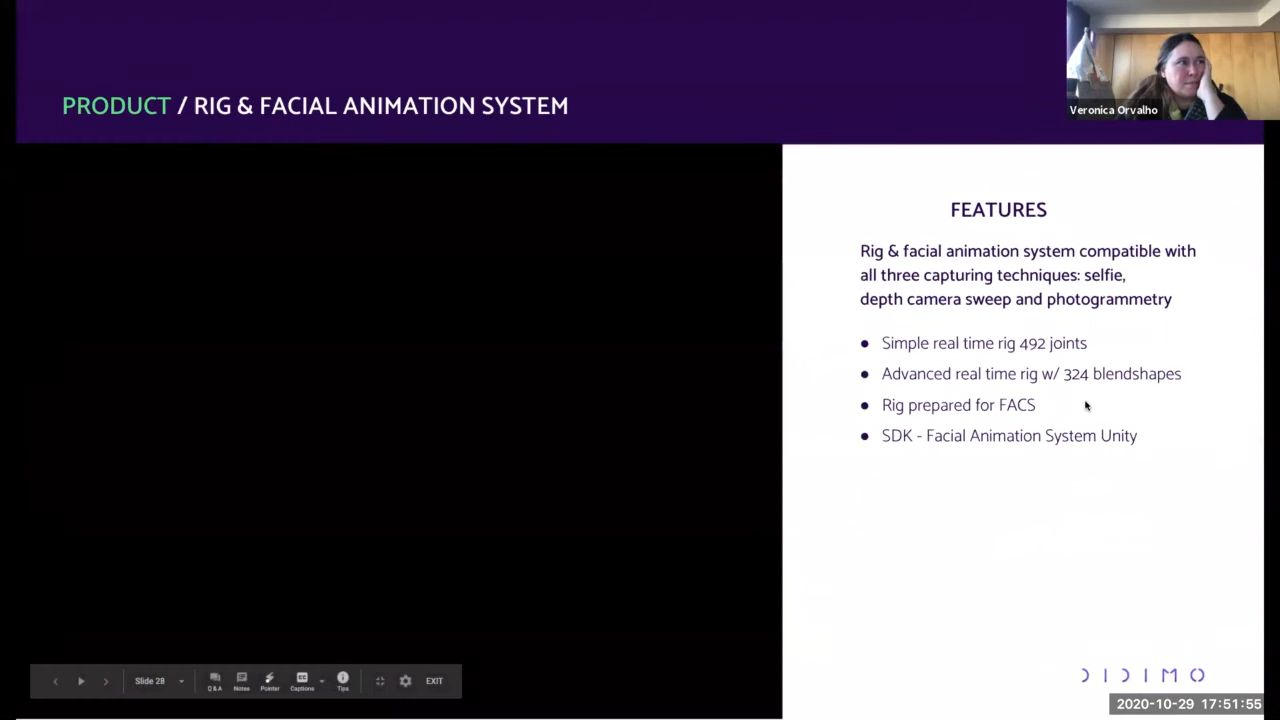 PRODUCT / RIG & FACIAL ANIMATION SYSTEM
Veronica Orvalho
FEATURES
Rig & facial animation system compatible with
all three capturing techniques: selfie,
depth camera sweep and photogrammetry
● Simple real time rig 492 joints
● Advanced real time rig w/ 324 blendshapes
● Rig prepared for FACS
● SDK - Facial Animation System Unity
Slide 28
Q & A
Notes
Pointer
Captions
Tips
EXIT
DIDIMO
2020-10-29 17:51:55